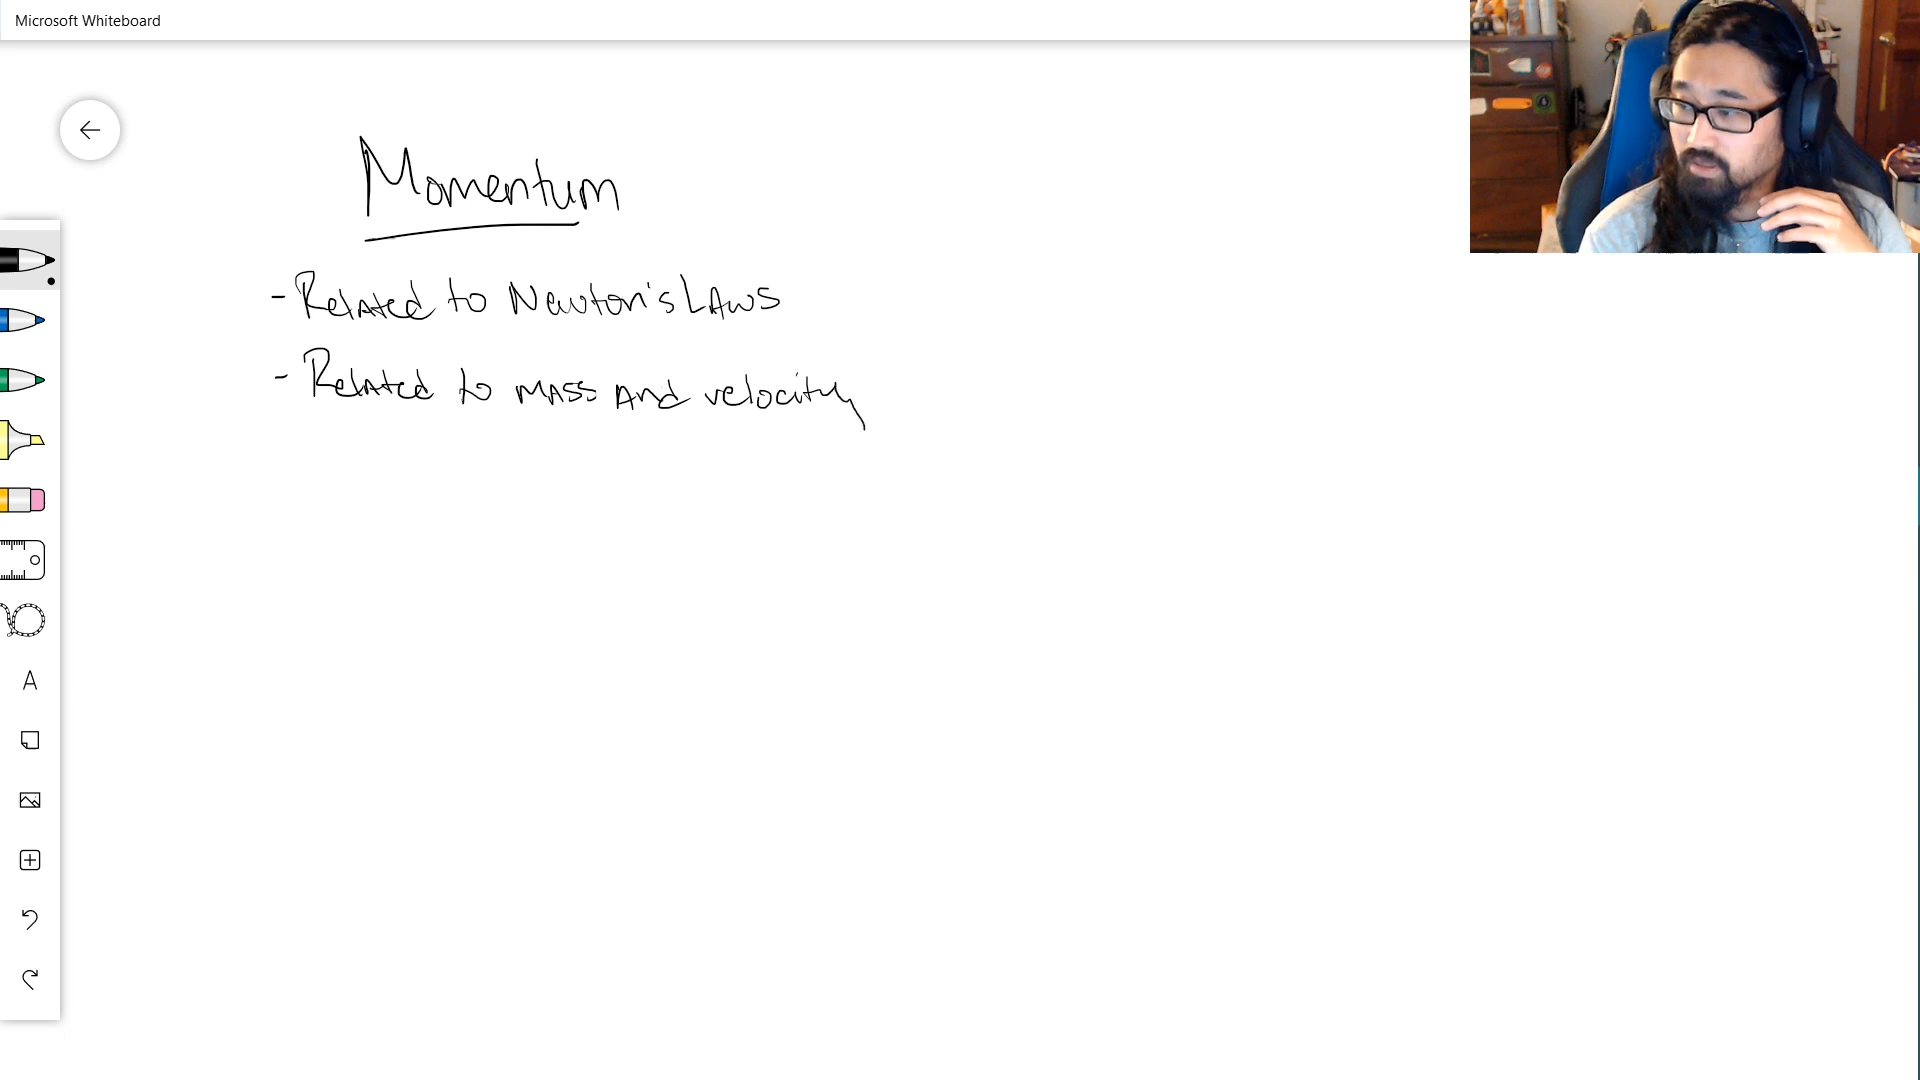 Microsoft Whiteboard
Momentum
- Related to Newton's Laws
- Related to mass and velocity
A